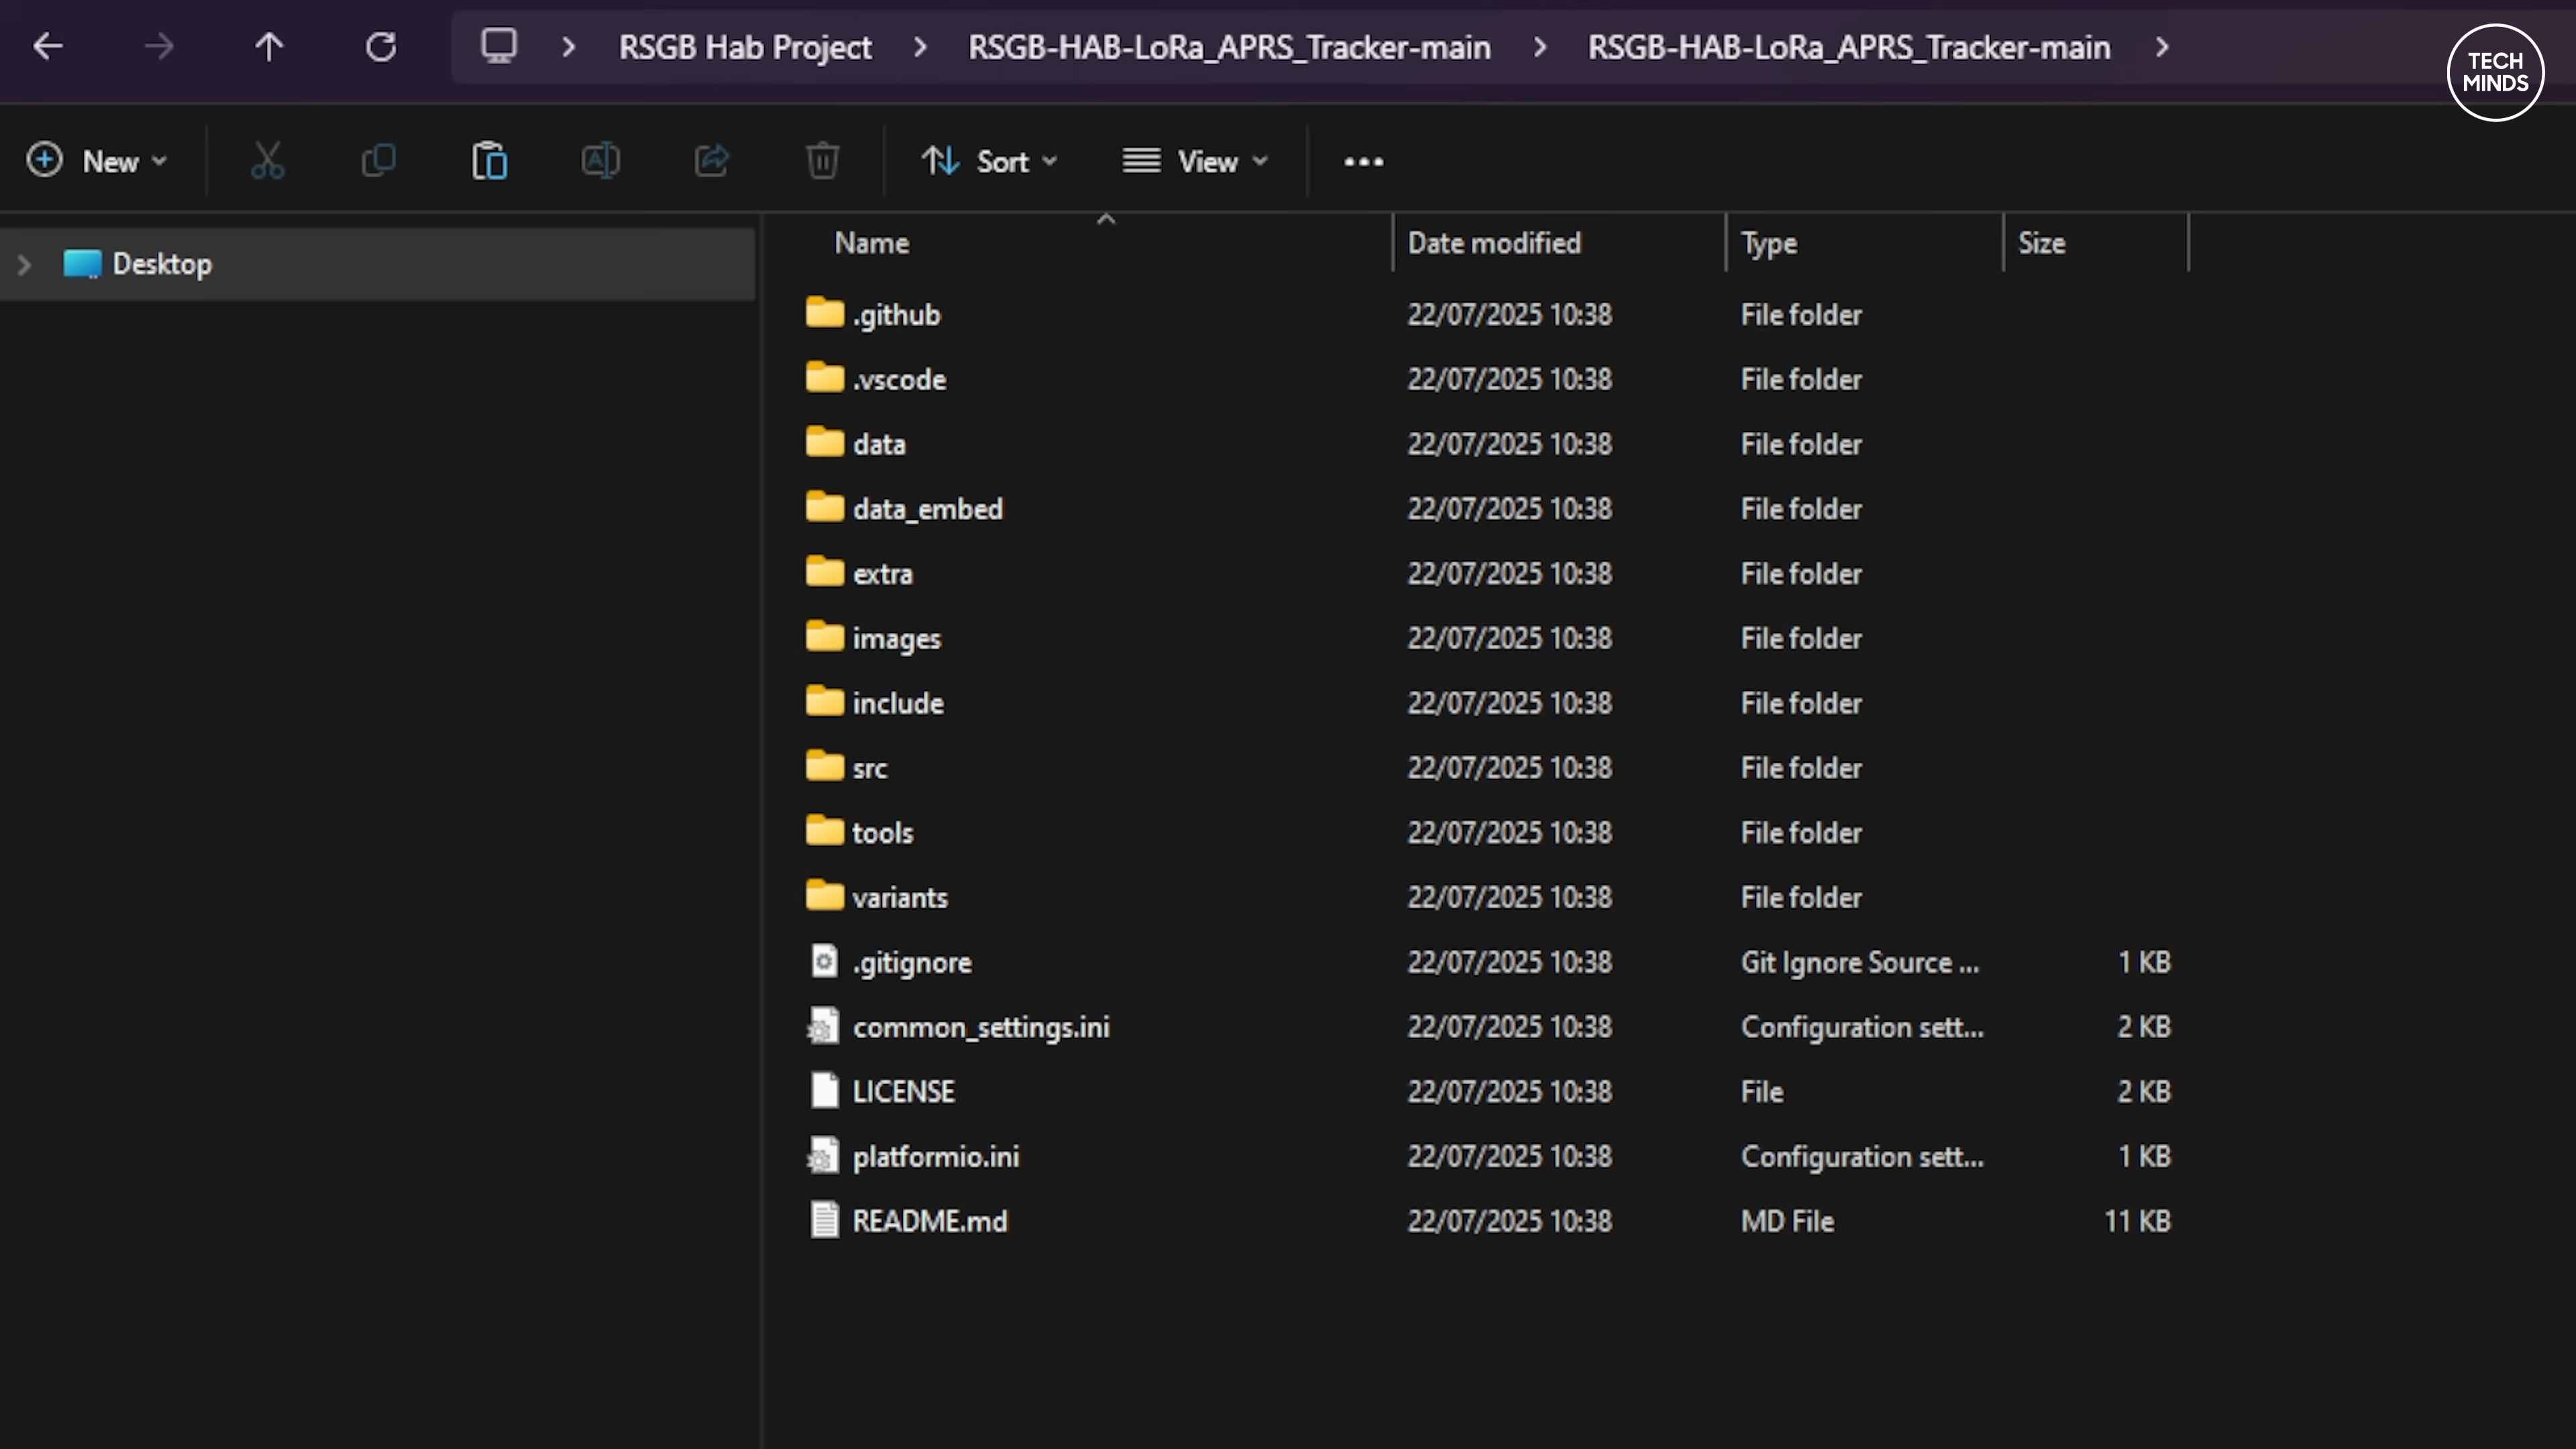 RSGB Hab Project RSGB-HAB-LoRa_APRS_Tracker-main RSGB-HAB-LoRa_APRS_Tracker-main
TECH
MINDS
New Sort View
Desktop
Name Date modified Type Size
.github 22/07/2025 10:38 File folder
.vscode 22/07/2025 10:38 File folder
data 22/07/2025 10:38 File folder
data_embed 22/07/2025 10:38 File folder
extra 22/07/2025 10:38 File folder
images 22/07/2025 10:38 File folder
include 22/07/2025 10:38 File folder
src 22/07/2025 10:38 File folder
tools 22/07/2025 10:38 File folder
variants 22/07/2025 10:38 File folder
.gitignore 22/07/2025 10:38 Git Ignore Source ... 1 KB
common_settings.ini 22/07/2025 10:38 Configuration sett... 2 KB
LICENSE 22/07/2025 10:38 File 2 KB
platformio.ini 22/07/2025 10:38 Configuration sett... 1 KB
README.md 22/07/2025 10:38 MD File 11 KB